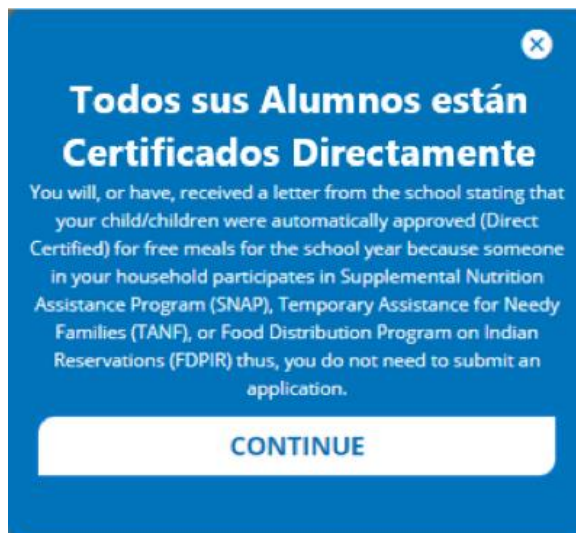 Todos sus Alumnos están
Certificados Directamente
You will, or have, received a letter from the school stating that
your child/children were automatically approved (Direct
Certified) for free meals for the school year because someone
in your household participates in Supplemental Nutrition
Assistance Program (SNAP), Temporary Assistance for Needy
Families (TANF), or Food Distribution Program on Indian
Reservations (FDPIR) thus, you do not need to submit an
application.
CONTINUE